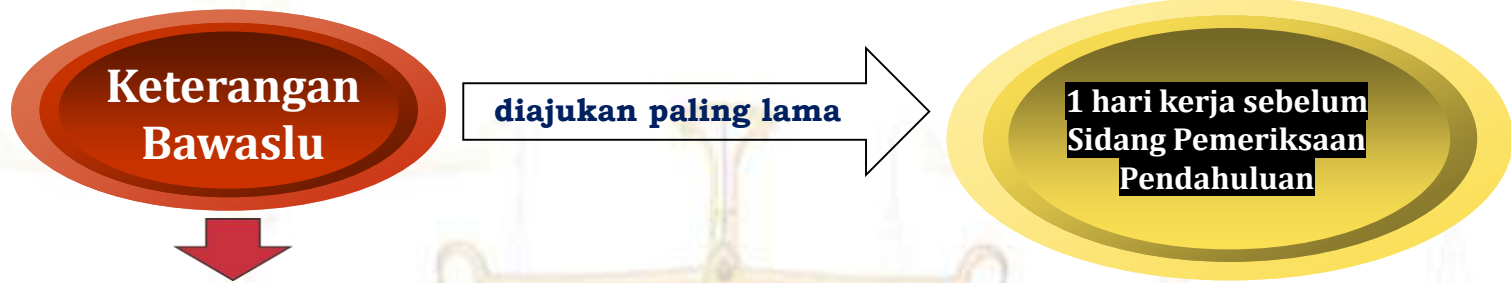 Keterangan
Bawaslu
diajukan paling lama
1 hari kerja sebelum
Sidang Pemeriksaan
Pendahuluan